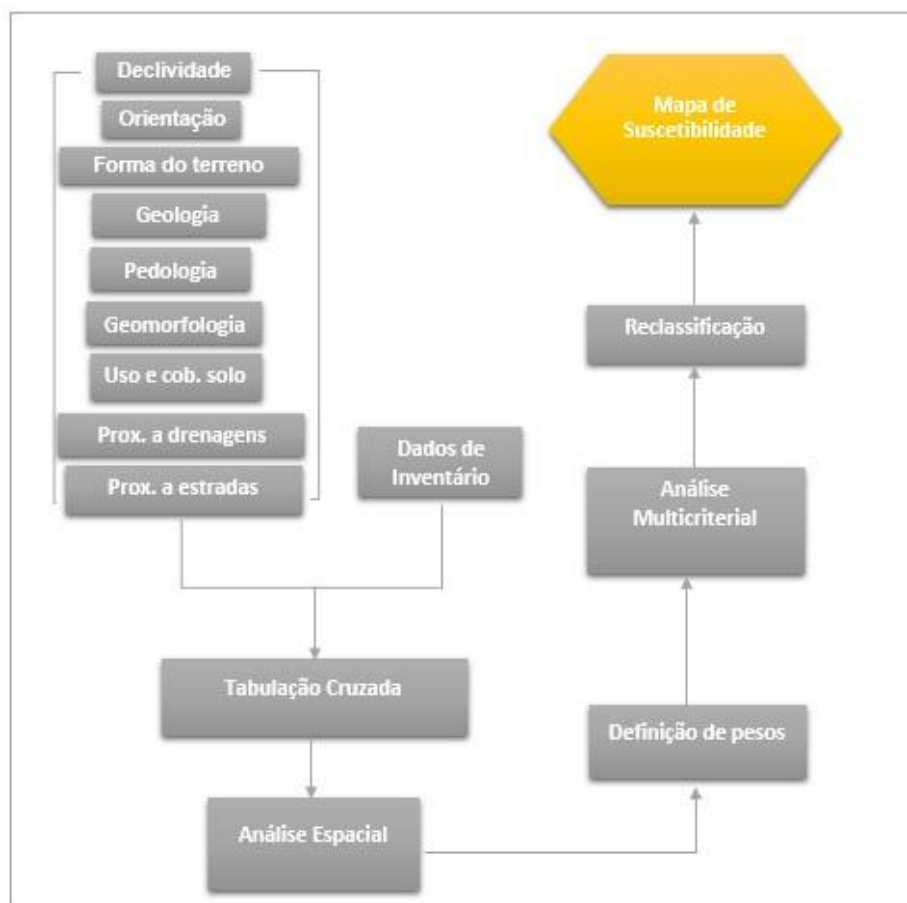 Declividade
Orientação
Forma do terreno
Geologia
Pedologia
Geomorfologia
Uso e cob. solo
Prox. a drenagens
Prox. a estradas
Dados de
Inventário
Tabulação Cruzada
Análise Espacial
Definição de pesos
Análise
Multicriterial
Reclassificação
Mapa de
Suscetibilidade